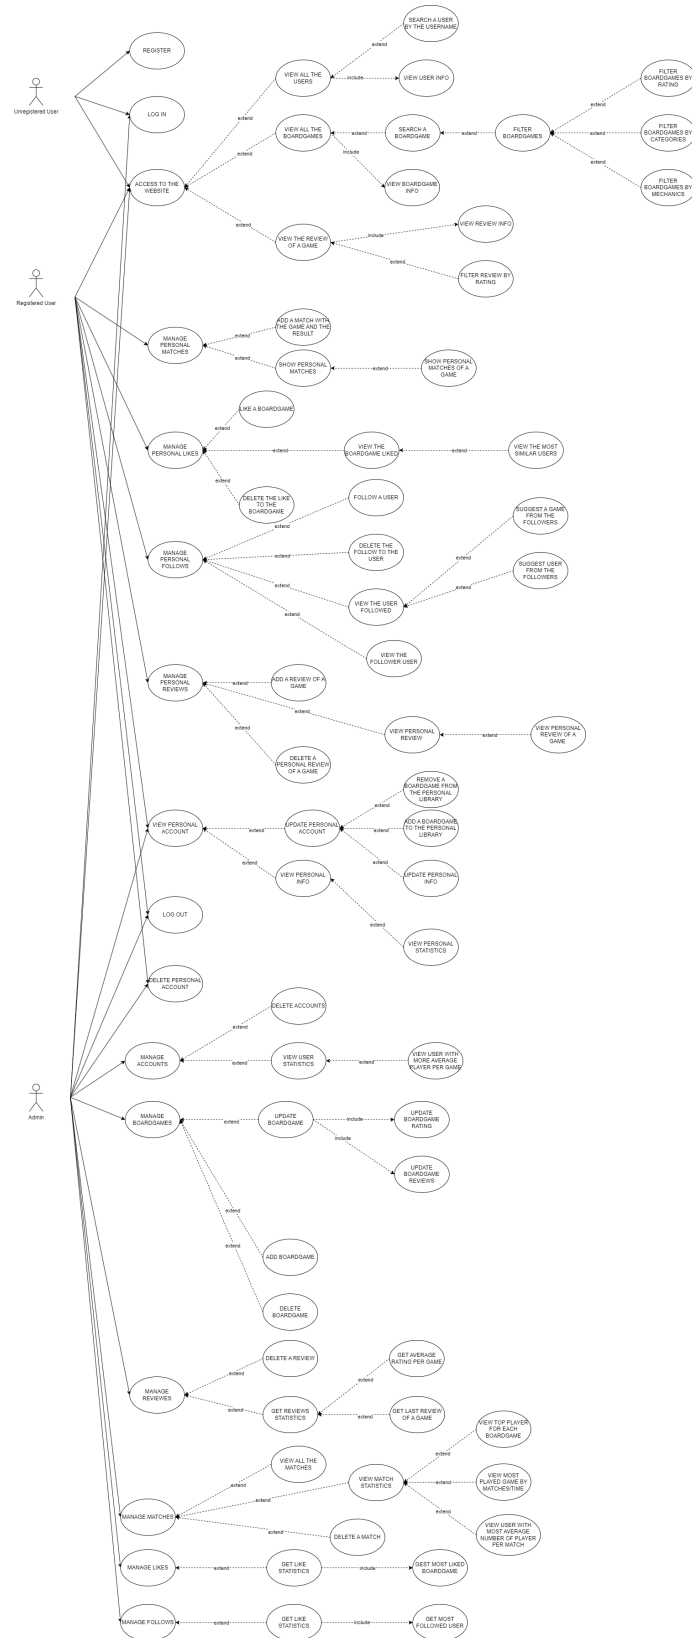 SEARCH A USER
BY THE USERNAME
extend
REGISTER
VIEW ALL THE
USERS
include
VIEW USER INFO
FILTER
BOARDGAMES BY
RATING
Unregistered User
extend
LOG IN
extend
VIEW ALL THE
BOARDGAMES
extend
SEARCH A
BOARDGAME
extend
FILTER
BOARDGAMES
extend
FILTER
BOARDGAMES BY
CATEGORIES
extend
include
extend
ACCESS TO THE
WEBSITE
VIEW BOARDGAME
INFO
FILTER
BOARDGAMES BY
MECHANICS
extend
VIEW THE REVIEW
OF A GAME
include
VIEW REVIEW INFO
extend
FILTER REVIEW BY
RATING
Registered User
MANAGE
PERSONAL
MATCHES
extend
ADD A MATCH WITH
THE GAME AND THE
RESULT
extend
SHOW PERSONAL
MATCHES
extend
SHOW PERSONAL
MATCHES OF A
GAME
LIKE A BOARDGAME
extend
MANAGE
PERSONAL LIKES
extend
VIEW THE
BOARDGAME LIKED
extend
VIEW THE MOST
SIMILAR USERS
extend
DELETE THE LIKE
TO THE
BOARDGAME
FOLLOW A USER
extend
SUGGEST A GAME
FROM THE
FOLLOWERS
MANAGE
PERSONAL
FOLLOWS
extend
DELETE THE
FOLLOW TO THE
USER
extend
SUGGEST USER
FROM THE
FOLLOWERS
extend
extend
VIEW THE USER
FOLLOWED
extend
VIEW THE
FOLLOWER USER
MANAGE
PERSONAL
REVIEWS
extend
ADD A REVIEW OF A
GAME
extend
VIEW PERSONAL
REVIEW
extend
VIEW PERSONAL
REVIEW OF A
GAME
extend
DELETE A
PERSONAL REVIEW
OF A GAME
REMOVE A
BOARDGAME FROM
THE PERSONAL
LIBRARY
extend
VIEW PERSONAL
ACCOUNT
extend
UPDATE PERSONAL
ACCOUNT
extend
ADD A BOARDGAME
TO THE PERSONAL
LIBRARY
extend
extend
VIEW PERSONAL
INFO
UPDATE PERSONAL
INFO
LOG OUT
extend
VIEW PERSONAL
STATISTICS
DELETE PERSONAL
ACCOUNT
DELETE ACCOUNTS
extend
MANAGE
ACCOUNTS
extend
VIEW USER
STATISTICS
extend
VIEW USER WITH
MORE AVERAGE
PLAYER PER GAME
Admin
MANAGE
BOARDGAMES
extend
UPDATE
BOARDGAME
include
UPDATE
BOARDGAME
RATING
include
UPDATE
BOARDGAME
REVIEWS
extend
extend
ADD BOARDGAME
DELETE
BOARDGAME
DELETE A REVIEW
extend
GET AVERAGE
RATING PER GAME
extend
MANAGE
REVIEWES
extend
GET REVIEWS
STATISTICS
extend
GET LAST REVIEW
OF A GAME
VIEW TOP PLAYER
FOR EACH
BOARDGAME
extend
VIEW ALL THE
MATCHES
extend
VIEW MATCH
STATISTICS
extend
VIEW MOST
PLAYED GAME BY
MATCHES/TIME
extend
extend
MANAGE MATCHES
extend
DELETE A MATCH
VIEW USER WITH
MOST AVERAGE
NUMBER OF PLAYER
PER MATCH
MANAGE LIKES
extend
GET LIKE
STATISTICS
include
GEST MOST LIKED
BOARDGAME
MANAGE FOLLOWS
extend
GET LIKE
STATISTICS
include
GET MOST
FOLLOWED USER